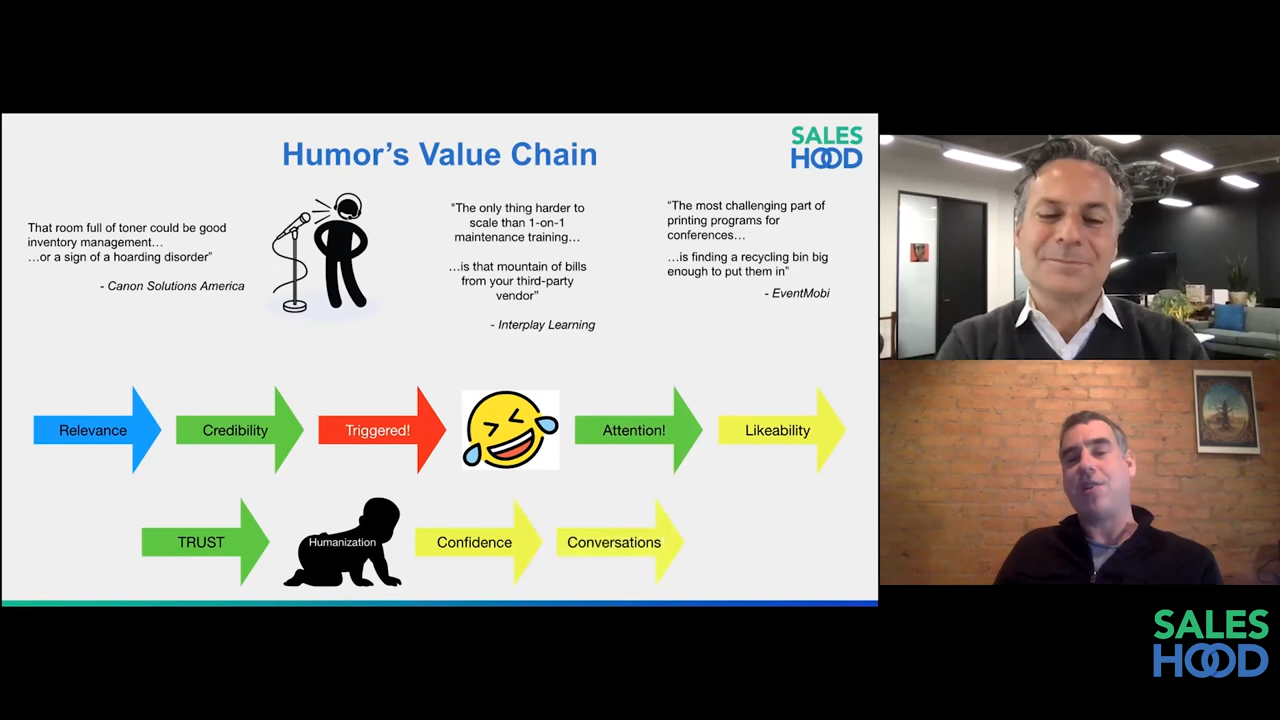 Humor’s Value Chain
SALES
HOOD
That room full of toner could be good
inventory management…
…or a sign of a hoarding disorder”
- Canon Solutions America
"The only thing harder to
scale than 1-on-1
maintenance training…
…is that mountain of bills
from your third-party
vendor”
- Interplay Learning
“The most challenging part of
printing programs for
conferences…
…is finding a recycling bin big
enough to put them in”
- EventMobi
Relevance
Credibility
Triggered!
Attention!
Likeability
TRUST
Humanization
Confidence
Conversations
SALES
HOOD